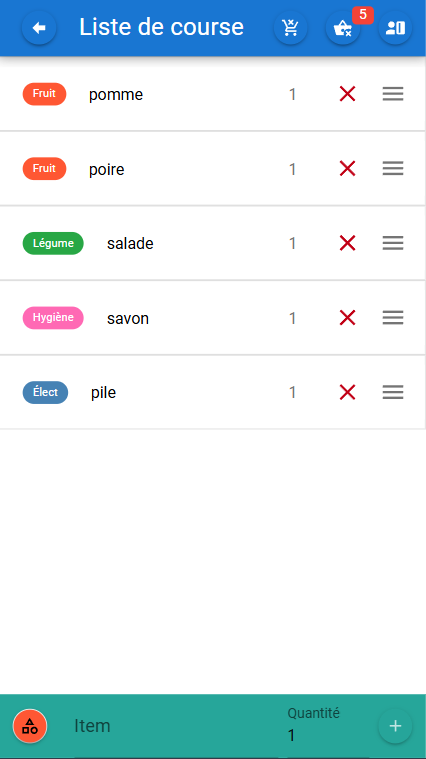 Liste de course
5
Fruit pomme 1
Fruit poire 1
Légume salade 1
Hygiène savon 1
Élect pile 1
Item
Quantité
1